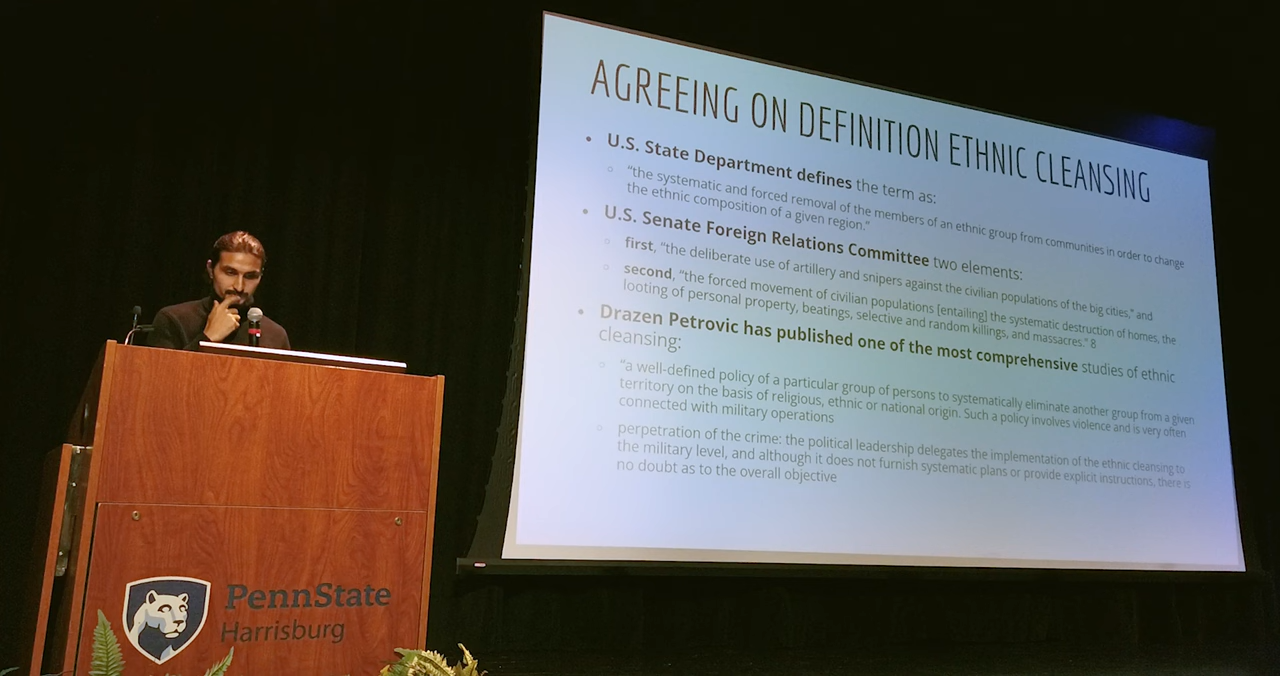 AGREEING ON DEFINITION ETHNIC CLEANSING
• U.S. State Department defines the term as:
○ "the systematic and forced removal of the members of an ethnic group from communities in order to change
the ethnic composition of a given region."
• U.S. Senate Foreign Relations Committee two elements:
○ first, "the deliberate use of artillery and snipers against the civilian populations of the big cities," and
○ second, "the forced movement of civilian populations [entailing] the systematic destruction of homes, the
looting of personal property, beatings, selective and random killings, and massacres." 8
• Drazen Petrovic has published one of the most comprehensive studies of ethnic
cleansing:
○ "a well-defined policy of a particular group of persons to systematically eliminate another group from a given
territory on the basis of religious, ethnic or national origin. Such a policy involves violence and is very often
connected with military operations
○ perpetration of the crime: the political leadership delegates the implementation of the ethnic cleansing to
the military level, and although it does not furnish systematic plans or provide explicit instructions, there is
no doubt as to the overall objective
PennState
Harrisburg